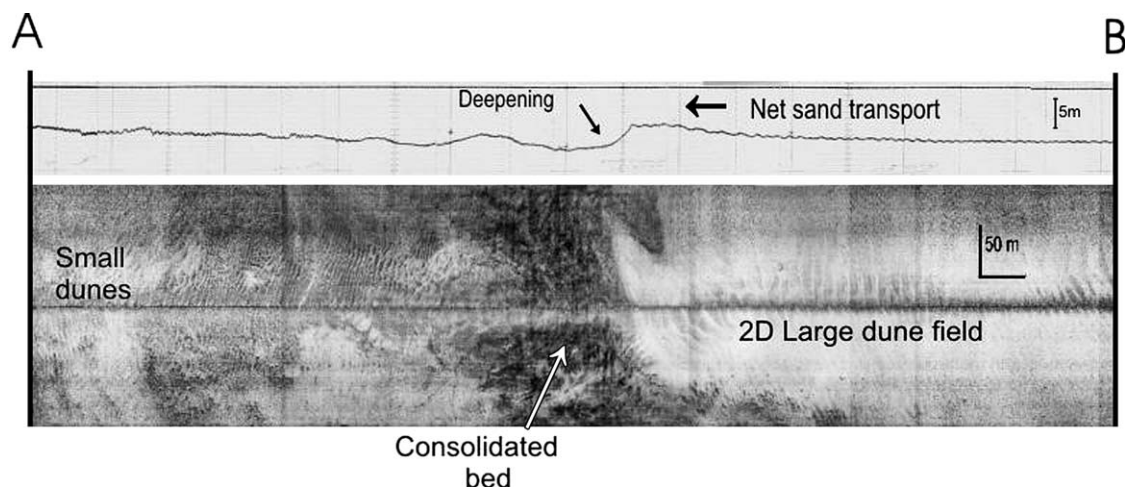 A
B
Deepening
Net sand transport
5m
50 m
Small
dunes
2D Large dune field
Consolidated
bed